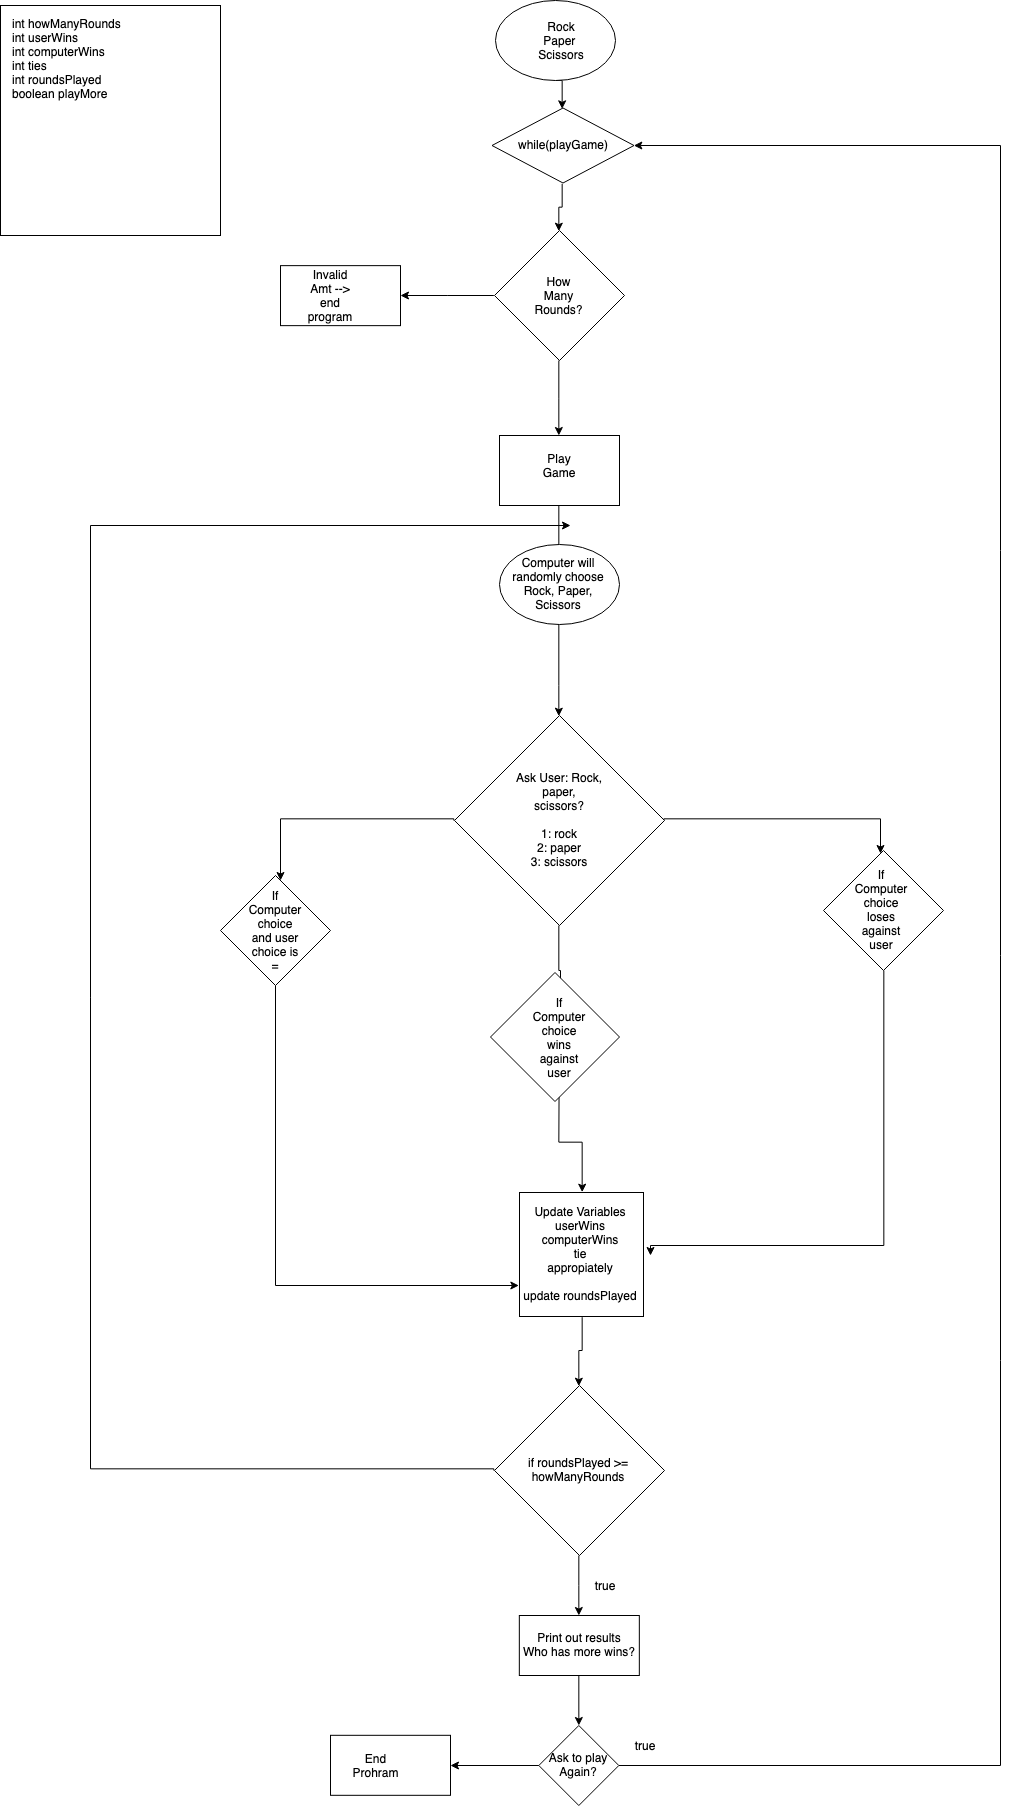 int howManyRounds
int userWins
int computerWins
int ties
int roundsPlayed
boolean playMore
Rock
Paper
Scissors
while(playGame)
How
Many
Rounds?
Invalid
Amt -->
end
program
Play
Game
Computer will
randomly choose
Rock, Paper,
Scissors
Ask User: Rock,
paper,
scissors?
1: rock
2: paper
3: scissors
If
Computer
choice
and user
choice is
=
If
Computer
choice
wins
against
user
If
Computer
choice
loses
against
user
Update Variables
userWins
computerWins
tie
appropiately
update roundsPlayed
if roundsPlayed >=
howManyRounds
true
Print out results
Who has more wins?
Ask to play
Again?
true
End
Prohram